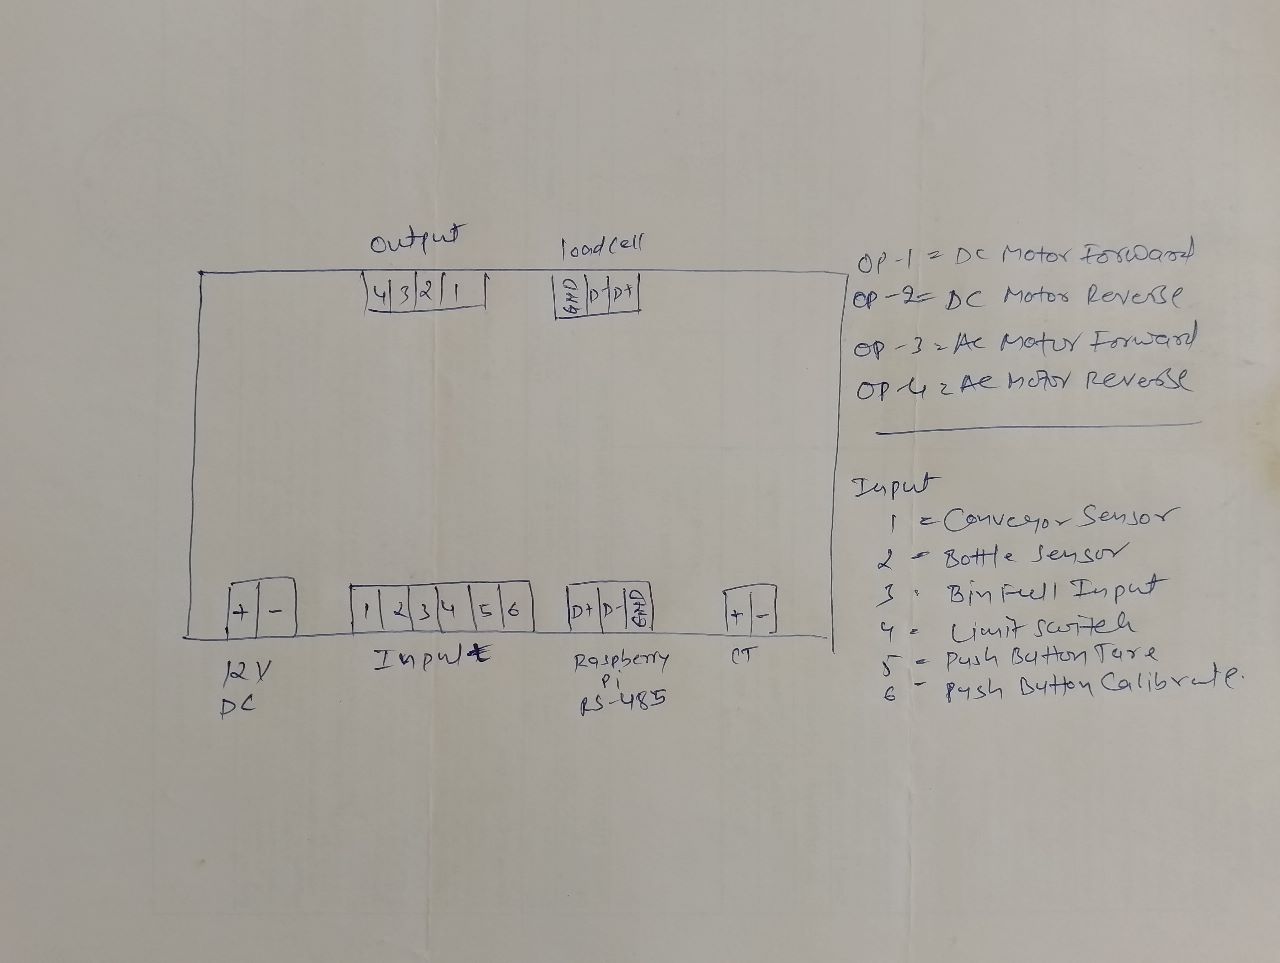 Output
loadcell
4 3 2 1
GND D- D+
OP-1 = DC Motor Forward
OP-2 = DC Motor Reverse
OP-3 = AC Motor Forward
OP-4 = AC Motor Reverse
Input
1 = Conveyor Sensor
2 = Bottle Sensor
3 = Bin Full Input
4 = Limit switch
5 = Push Button Tare
6 = Push Button Calibrate.
+ -
1 2 3 4 5 6
D+ D- GND
+ -
12V
DC
Input
Raspberry
Pi
RS-485
CT